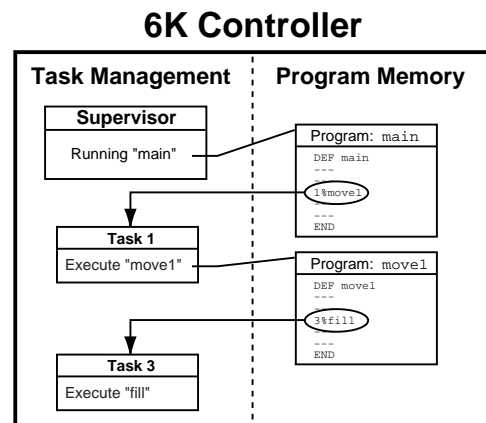 6K Controller
Task Management
Program Memory
Supervisor
Running "main"
Program: main
DEF main
---
---
1%move1
---
---
END
Task 1
Execute "move1"
Program: move1
DEF move1
---
---
3%fill
---
---
END
Task 3
Execute "fill"